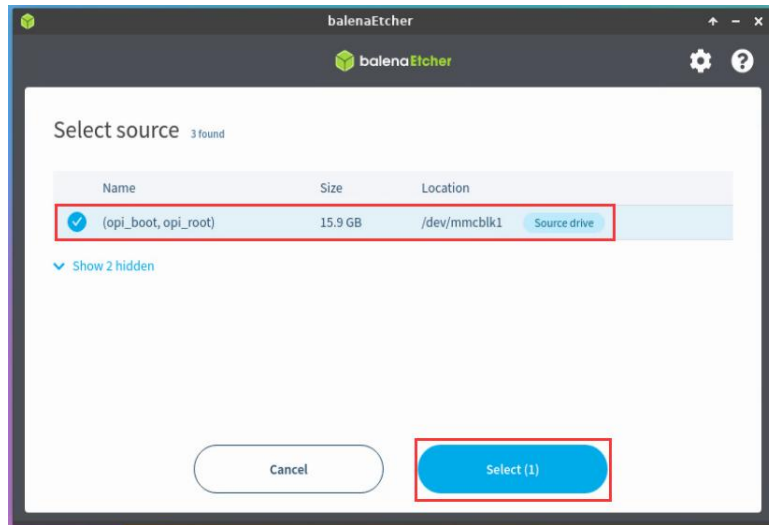 balenaEtcher
balenaEtcher
Select source 3 found
Name Size Location
(opi_boot, opi_root) 15.9 GB /dev/mmcblk1 Source drive
Show 2 hidden
Cancel Select (1)